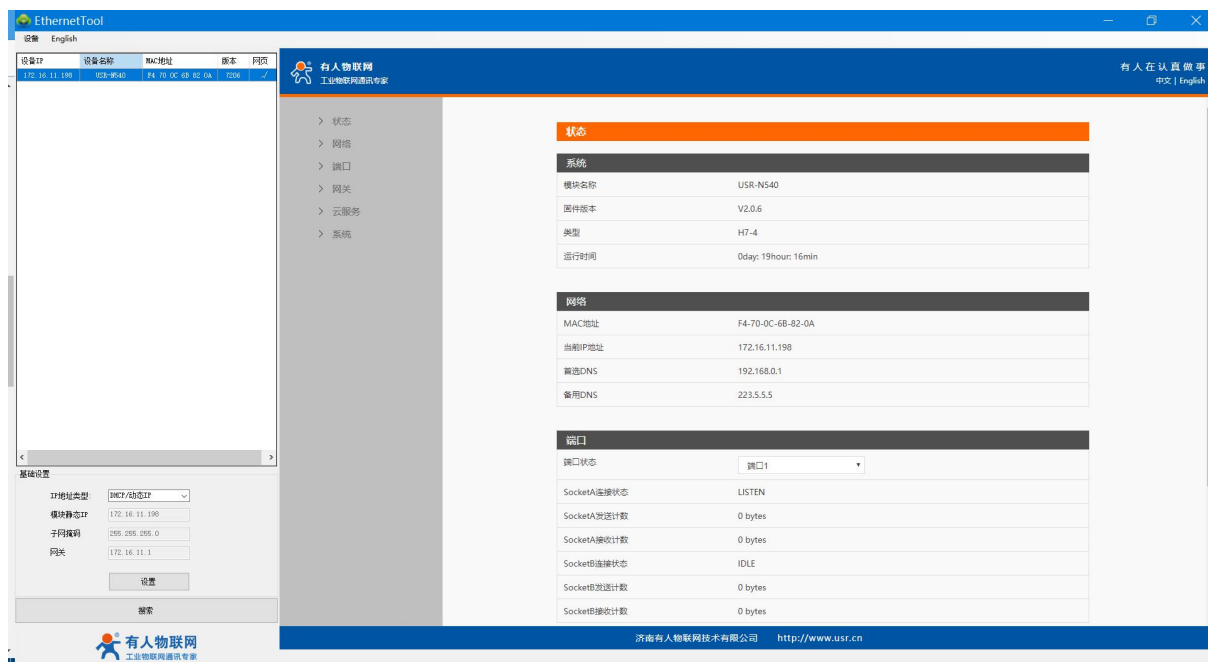 EthernetTool
设备 English
设备IP 设备名称 MAC地址 版本 网页
172.16.11.198 USR-N540 F4 70 0C 6B 82 0A 7206 √
有人物联网
工业物联网通讯专家
有人在认真做事
中文 | English
> 状态
> 网络
> 端口
> 网关
> 云服务
> 系统
状态
系统
模块名称 USR-N540
固件版本 V2.0.6
类型 H7-4
运行时间 0day: 19hour: 16min
网络
MAC地址 F4-70-0C-6B-82-0A
当前IP地址 172.16.11.198
首选DNS 192.168.0.1
备用DNS 223.5.5.5
端口
端口状态 端口1
SocketA连接状态 LISTEN
SocketA发送计数 0 bytes
SocketA接收计数 0 bytes
SocketB连接状态 IDLE
SocketB发送计数 0 bytes
SocketB接收计数 0 bytes
基础设置
IP地址类型: DHCP/动态IP
模块静态IP 172.16.11.198
子网掩码 255.255.255.0
网关 172.16.11.1
设置
搜索
有人物联网
工业物联网通讯专家
济南有人物联网技术有限公司 http://www.usr.cn